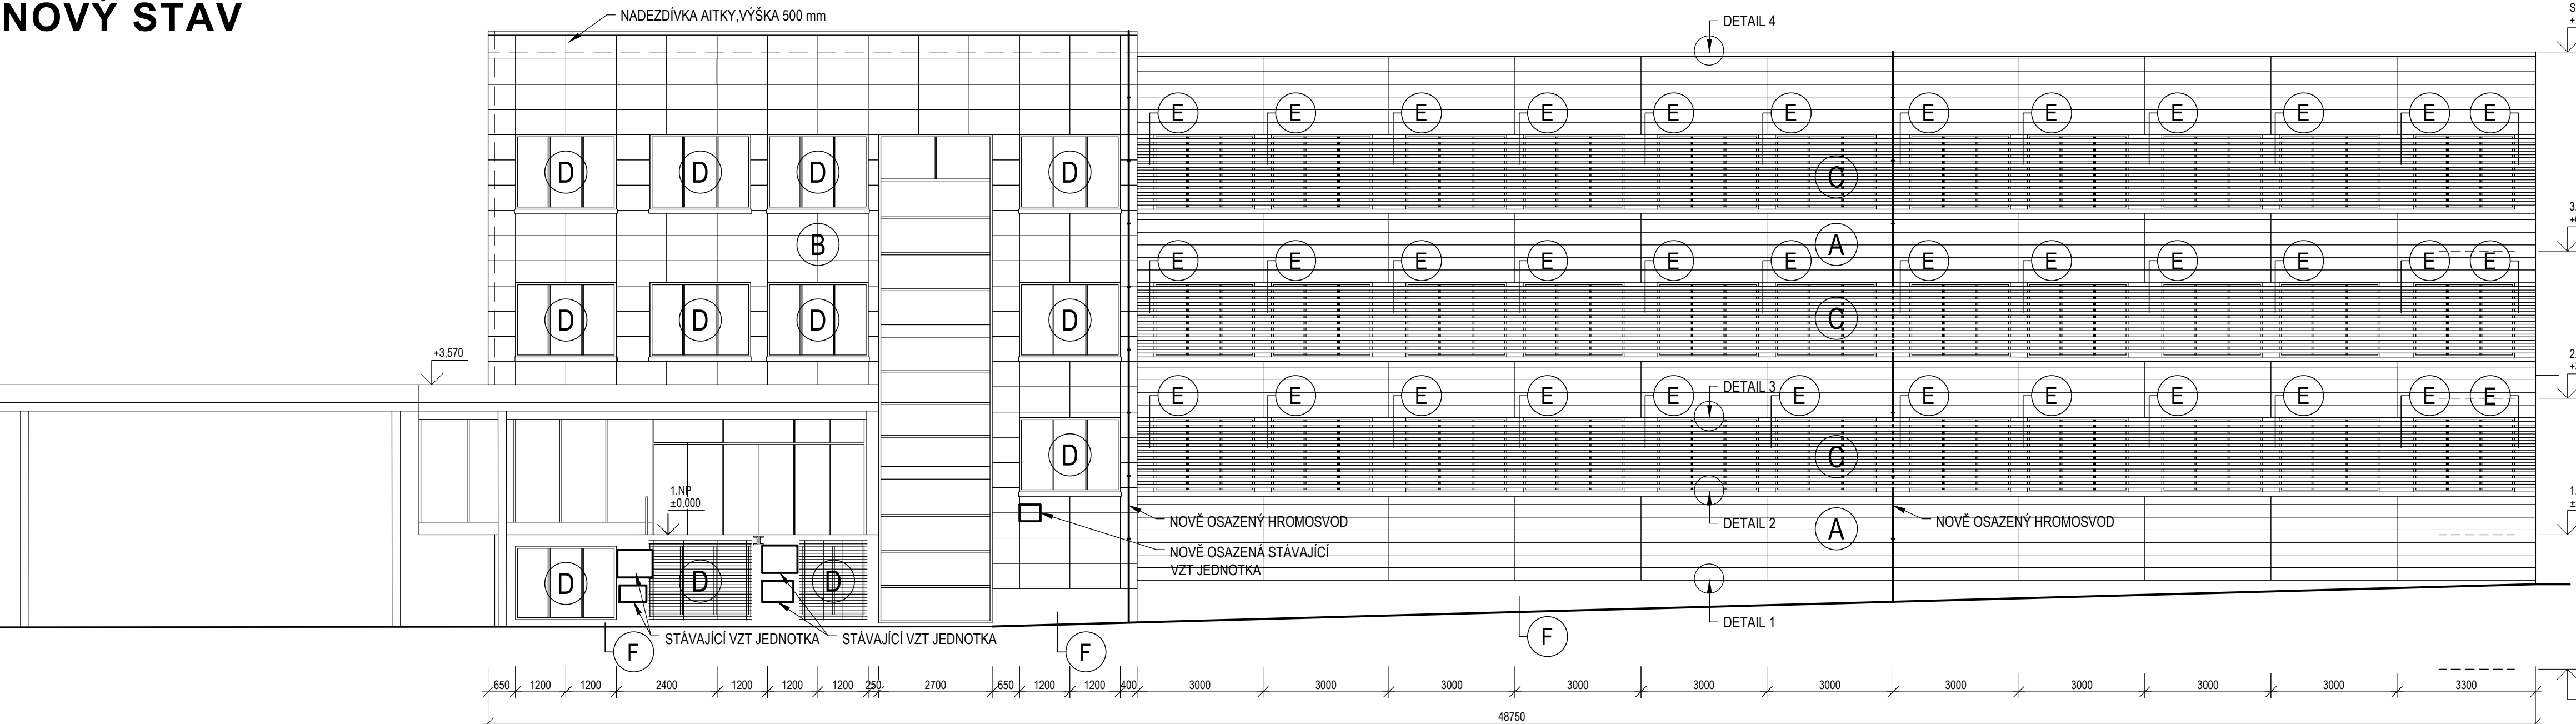 NOVÝ STAV
NADEZDÍVKA AITKY,VÝŠKA 500 mm
DETAIL 4
S
+
E E E E E E E E E E E E
D D D D
C
3.
B
A
E E E E E E E E E E E E
D D D D
C
+3,570
2.
+
DETAIL 3
E E E E E E E E E E E E
D
C
1.NP
±0,000
1.
±
NOVĚ OSAZENÝ HROMOSVOD
DETAIL 2
A
NOVĚ OSAZENÝ HROMOSVOD
NOVĚ OSAZENÁ STÁVAJÍCÍ
VZT JEDNOTKA
D D D
STÁVAJÍCÍ VZT JEDNOTKA
STÁVAJÍCÍ VZT JEDNOTKA
DETAIL 1
F F F
650 1200 1200 2400 1200 1200 1200 250 2700 650 1200 1200 400 3000 3000 3000 3000 3000 3000 3000 3000 3000 3000 3300
48750